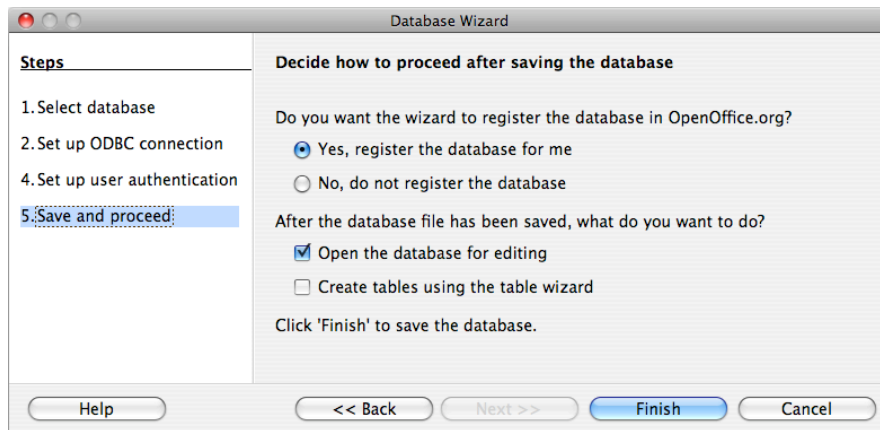 Database Wizard
Steps
1. Select database
2. Set up ODBC connection
4. Set up user authentication
5. Save and proceed
Decide how to proceed after saving the database
Do you want the wizard to register the database in OpenOffice.org?
Yes, register the database for me
No, do not register the database
After the database file has been saved, what do you want to do?
Open the database for editing
Create tables using the table wizard
Click 'Finish' to save the database.
Help
<< Back
Next >>
Finish
Cancel